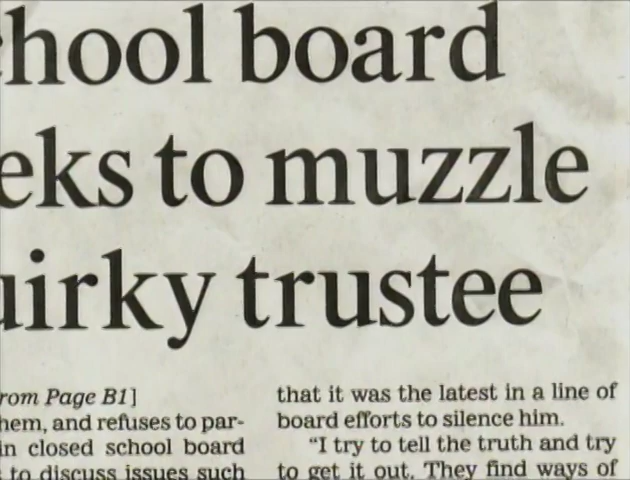 chool board
eks to muzzle
uirky trustee
rom Page B1]
hem, and refuses to par-
in closed school board
to discuss issues such
that it was the latest in a line of
board efforts to silence him.
“I try to tell the truth and try
to get it out. They find ways of